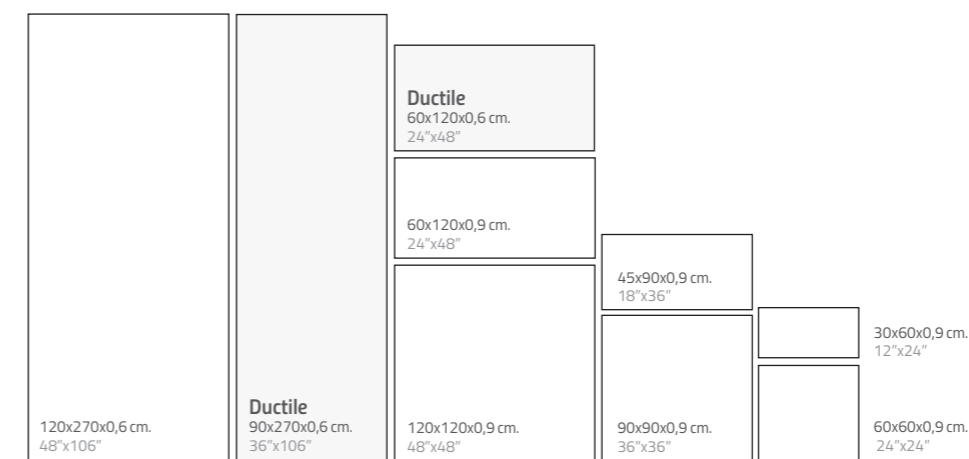 120x270x0,6 cm.
48"x106"
Ductile
90x270x0,6 cm.
36"x106"
Ductile
60x120x0,6 cm.
24"x48"
60x120x0,9 cm.
24"x48"
120x120x0,9 cm.
48"x48"
45x90x0,9 cm.
18"x36"
90x90x0,9 cm.
36"x36"
30x60x0,9 cm.
12"x24"
60x60x0,9 cm.
24"x24"